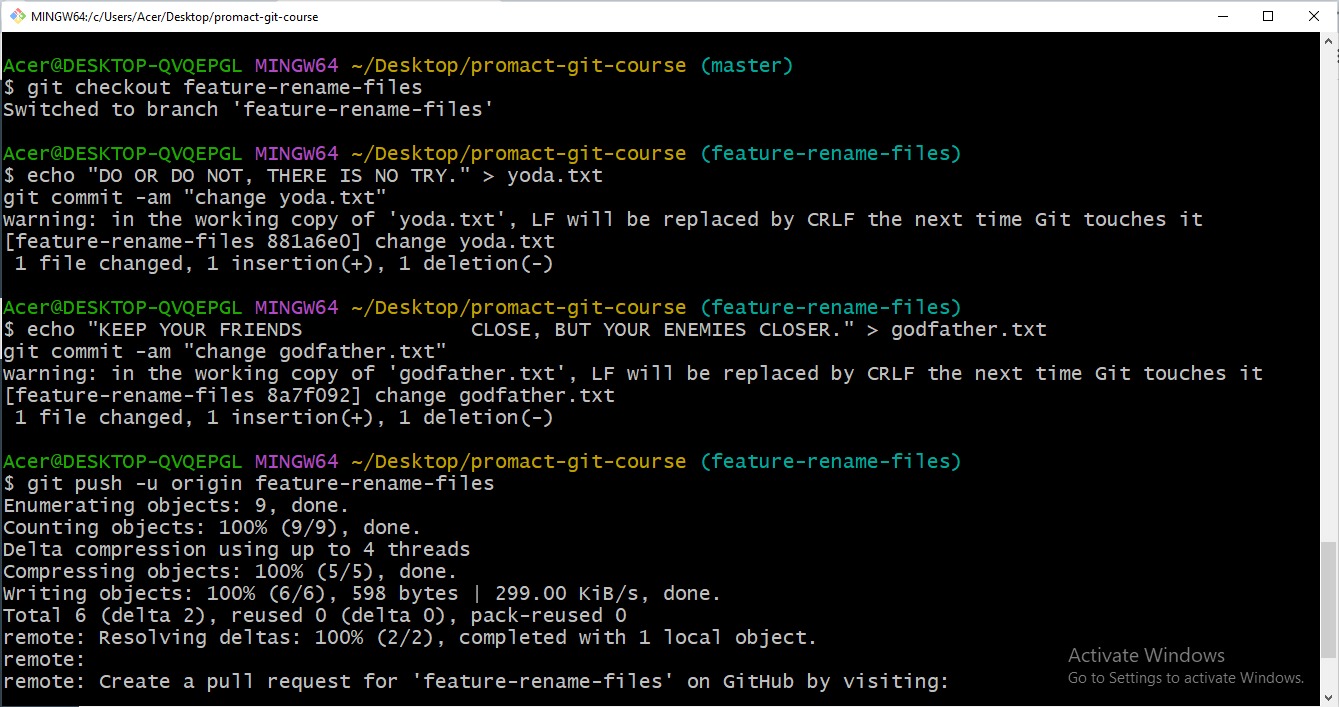 MINGW64:/c/Users/Acer/Desktop/promact-git-course
Acer@DESKTOP-QVQEPGL MINGW64 ~/Desktop/promact-git-course (master)
$ git checkout feature-rename-files
Switched to branch 'feature-rename-files'
Acer@DESKTOP-QVQEPGL MINGW64 ~/Desktop/promact-git-course (feature-rename-files)
$ echo "DO OR DO NOT, THERE IS NO TRY." > yoda.txt
git commit -am "change yoda.txt"
warning: in the working copy of 'yoda.txt', LF will be replaced by CRLF the next time Git touches it
[feature-rename-files 881a6e0] change yoda.txt
 1 file changed, 1 insertion(+), 1 deletion(-)
Acer@DESKTOP-QVQEPGL MINGW64 ~/Desktop/promact-git-course (feature-rename-files)
$ echo "KEEP YOUR FRIENDS              CLOSE, BUT YOUR ENEMIES CLOSER." > godfather.txt
git commit -am "change godfather.txt"
warning: in the working copy of 'godfather.txt', LF will be replaced by CRLF the next time Git touches it
[feature-rename-files 8a7f092] change godfather.txt
 1 file changed, 1 insertion(+), 1 deletion(-)
Acer@DESKTOP-QVQEPGL MINGW64 ~/Desktop/promact-git-course (feature-rename-files)
$ git push -u origin feature-rename-files
Enumerating objects: 9, done.
Counting objects: 100% (9/9), done.
Delta compression using up to 4 threads
Compressing objects: 100% (5/5), done.
Writing objects: 100% (6/6), 598 bytes | 299.00 KiB/s, done.
Total 6 (delta 2), reused 0 (delta 0), pack-reused 0
remote: Resolving deltas: 100% (2/2), completed with 1 local object.
remote:
remote: Create a pull request for 'feature-rename-files' on GitHub by visiting:
Activate Windows
Go to Settings to activate Windows.